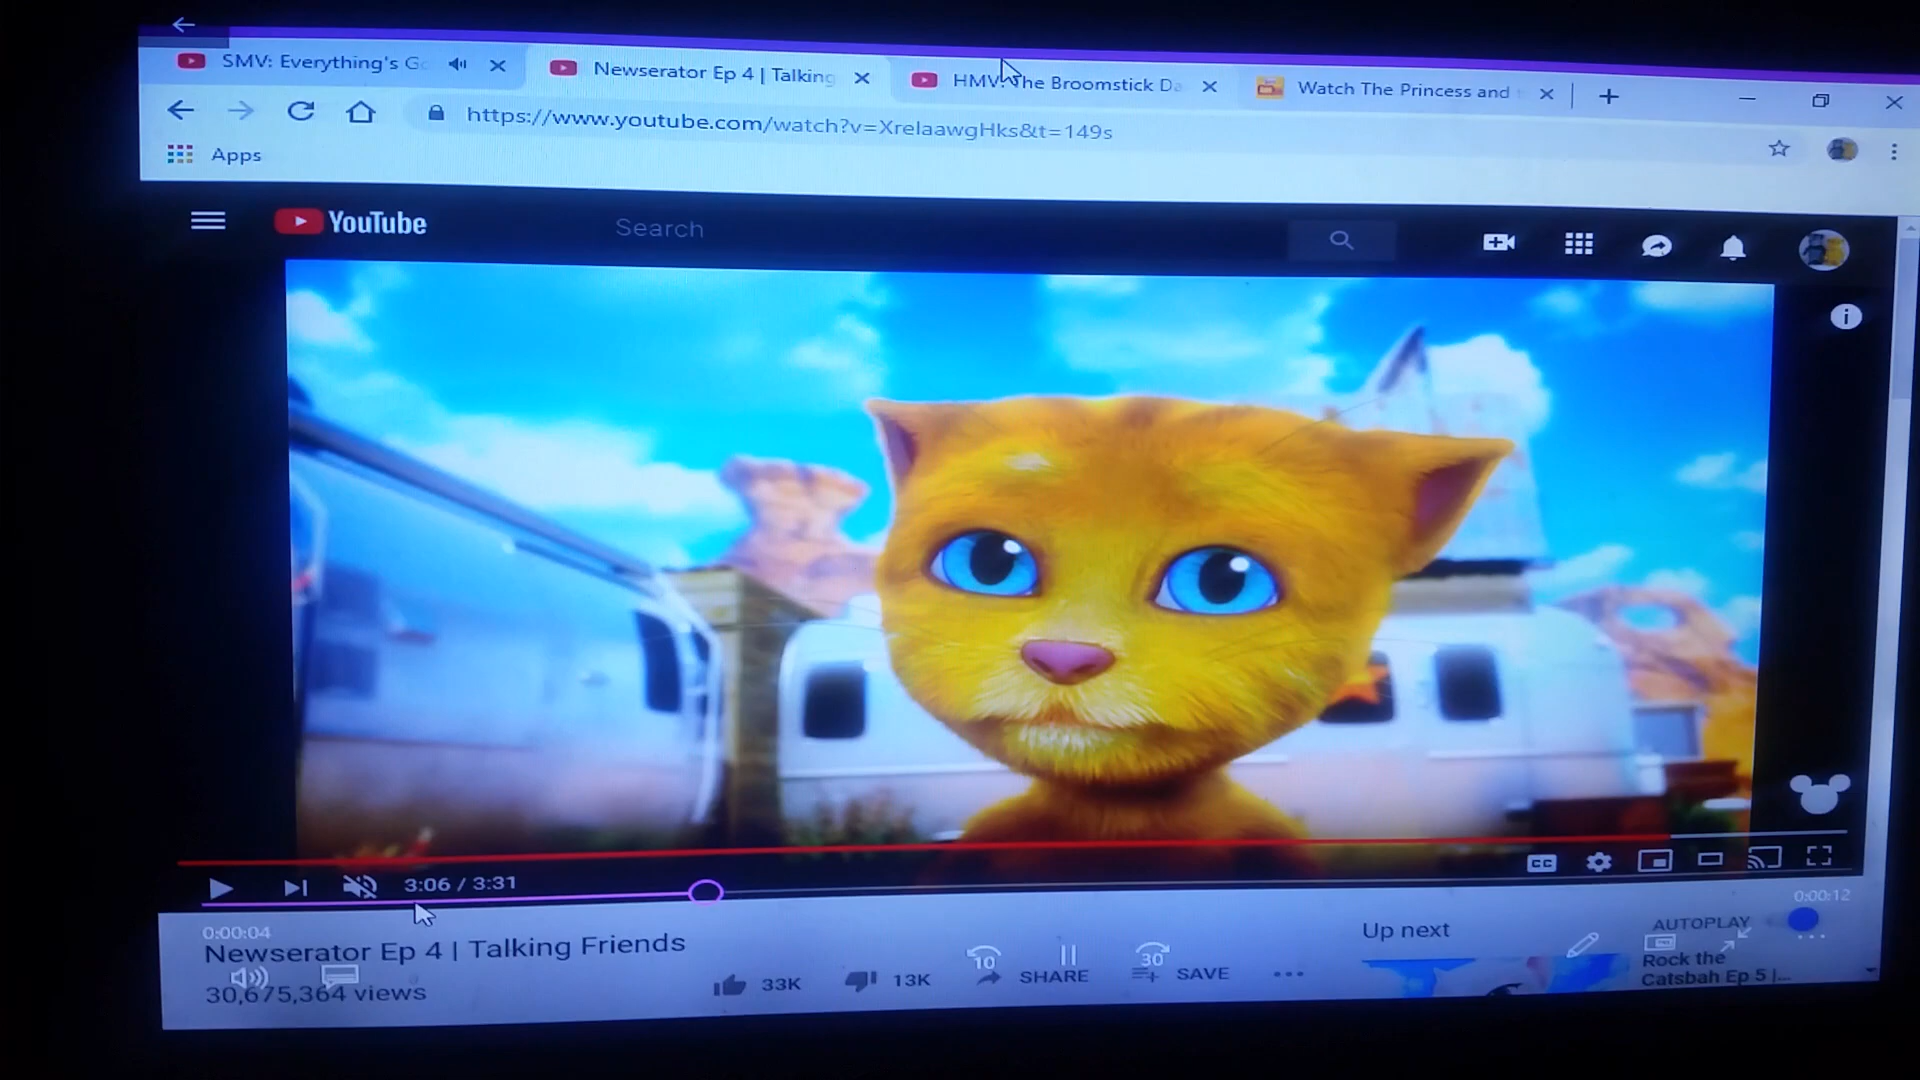 SMV: Everything's Go
Newserator Ep 4 | Talking
HMV: The Broomstick Da
Watch The Princess and
https://www.youtube.com/watch?v=XrelaawgHks&t=149s
Apps
YouTube
Search
CC
3:06 / 3:31
0:00:04
0:00:12
Newserator Ep 4 | Talking Friends
30,675,364 views
33K
13K
10
SHARE
30
SAVE
Up next
AUTOPLAY
Rock the
Catsbah Ep 5 |...